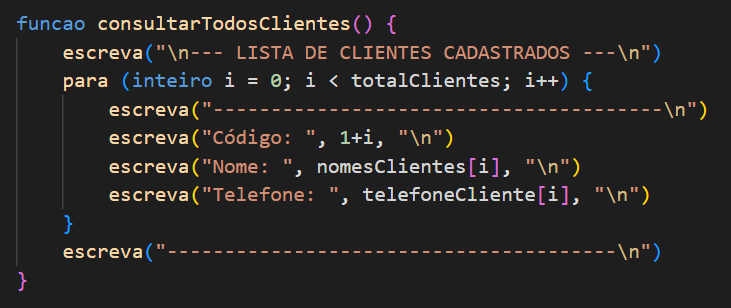 funcao consultarTodosClientes() {
    escreva("\n--- LISTA DE CLIENTES CADASTRADOS ---\n")
    para (inteiro i = 0; i < totalClientes; i++) {
        escreva("---------------------------------------\n")
        escreva("Código: ", 1+i, "\n")
        escreva("Nome: ", nomesClientes[i], "\n")
        escreva("Telefone: ", telefoneCliente[i], "\n")
    }
    escreva("---------------------------------------\n")
}